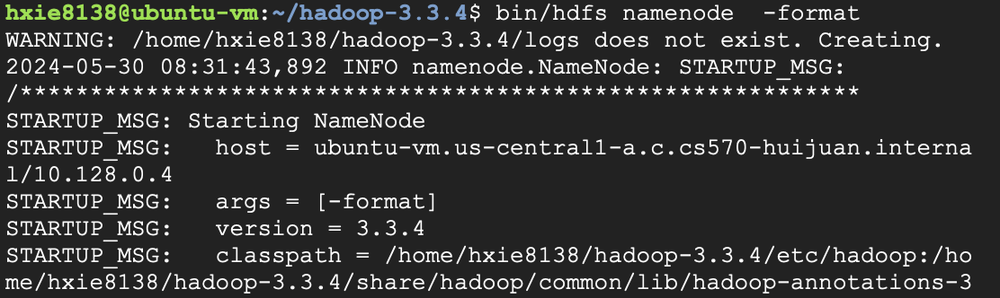 hxie8138@ubuntu-vm:~/hadoop-3.3.4$ bin/hdfs namenode  -format
WARNING: /home/hxie8138/hadoop-3.3.4/logs does not exist. Creating.
2024-05-30 08:31:43,892 INFO namenode.NameNode: STARTUP_MSG:
/************************************************************
STARTUP_MSG: Starting NameNode
STARTUP_MSG:   host = ubuntu-vm.us-central1-a.c.cs570-huijuan.interna
l/10.128.0.4
STARTUP_MSG:   args = [-format]
STARTUP_MSG:   version = 3.3.4
STARTUP_MSG:   classpath = /home/hxie8138/hadoop-3.3.4/etc/hadoop:/ho
me/hxie8138/hadoop-3.3.4/share/hadoop/common/lib/hadoop-annotations-3